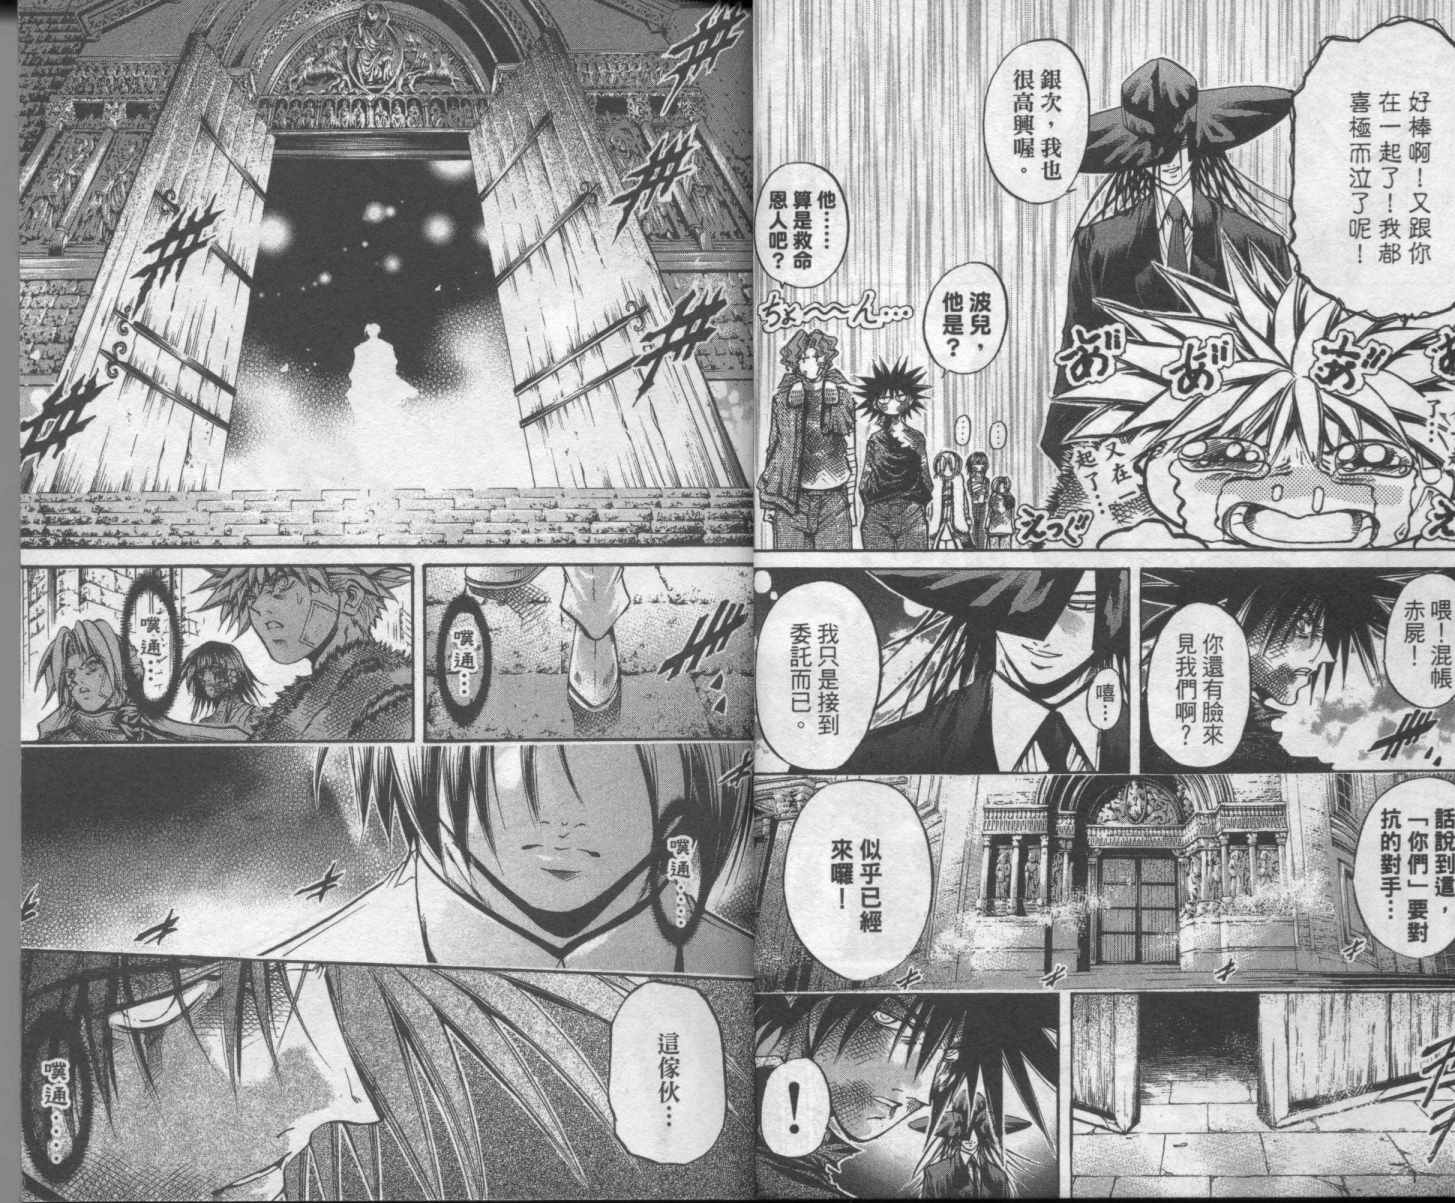 好棒啊！又跟你
在一起了！我都
喜極而泣了呢！
銀次，我也
很高興喔。
波兒，
他是？
他……
算是救命
恩人吧？
ちょ〜〜ん…
あ゛
あ゛
あ゛
又在一
起了…
えっぐ
喂！混帳
赤屍！
你還有臉來
見我們啊？
嘻…
我只是接到
委託而已。
話說到這，
「你們」要對
抗的對手…
似乎已經
來囉！
！
噗通…
噗通…
噗通……
這傢伙…
噗通……